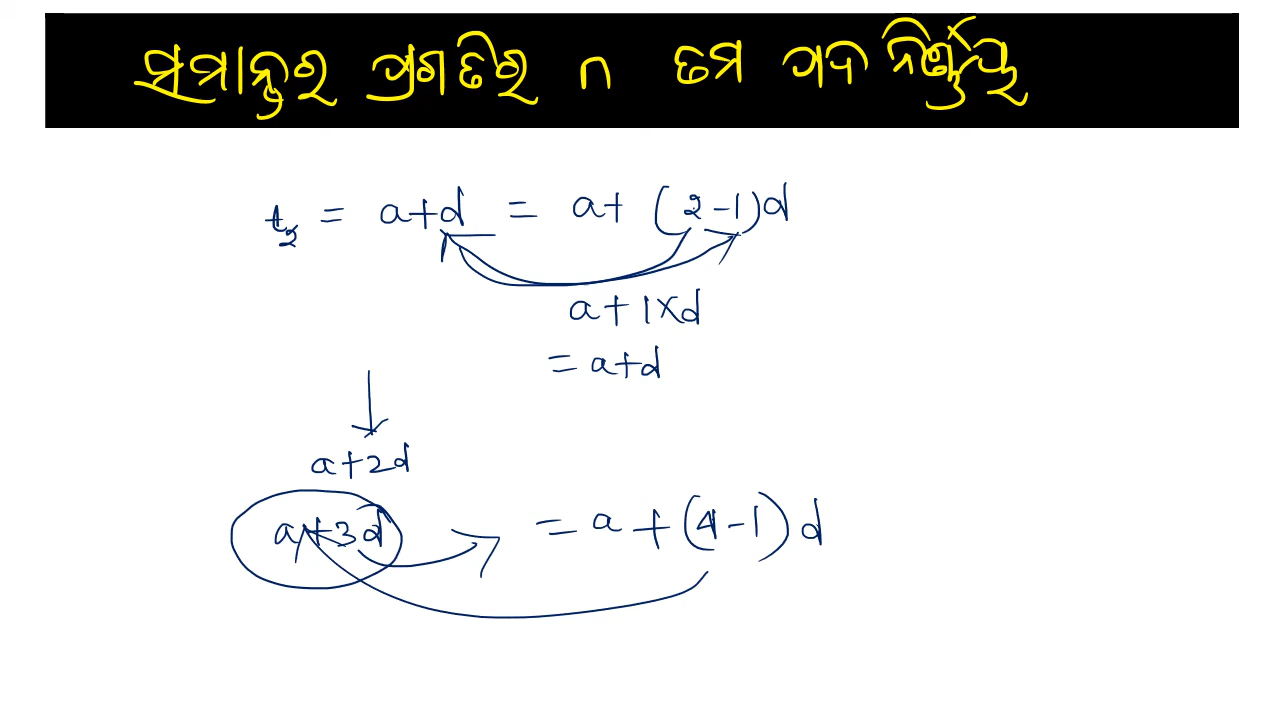 ସମାନ୍ତର ପ୍ରଗତିର n ତମ ପଦ ନିର୍ଣ୍ଣୟ
t₂ = a+d = a+ (2-1)d
a+1×d
= a+d
a+2d
a+3d = a+(4-1)d